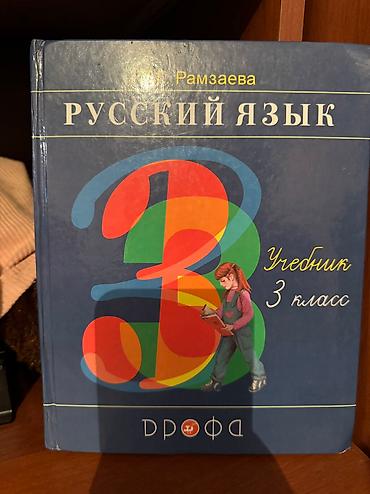 Рамзаева
РУССКИЙ ЯЗЫК
3
Учебник
3 класс
ДРОФА